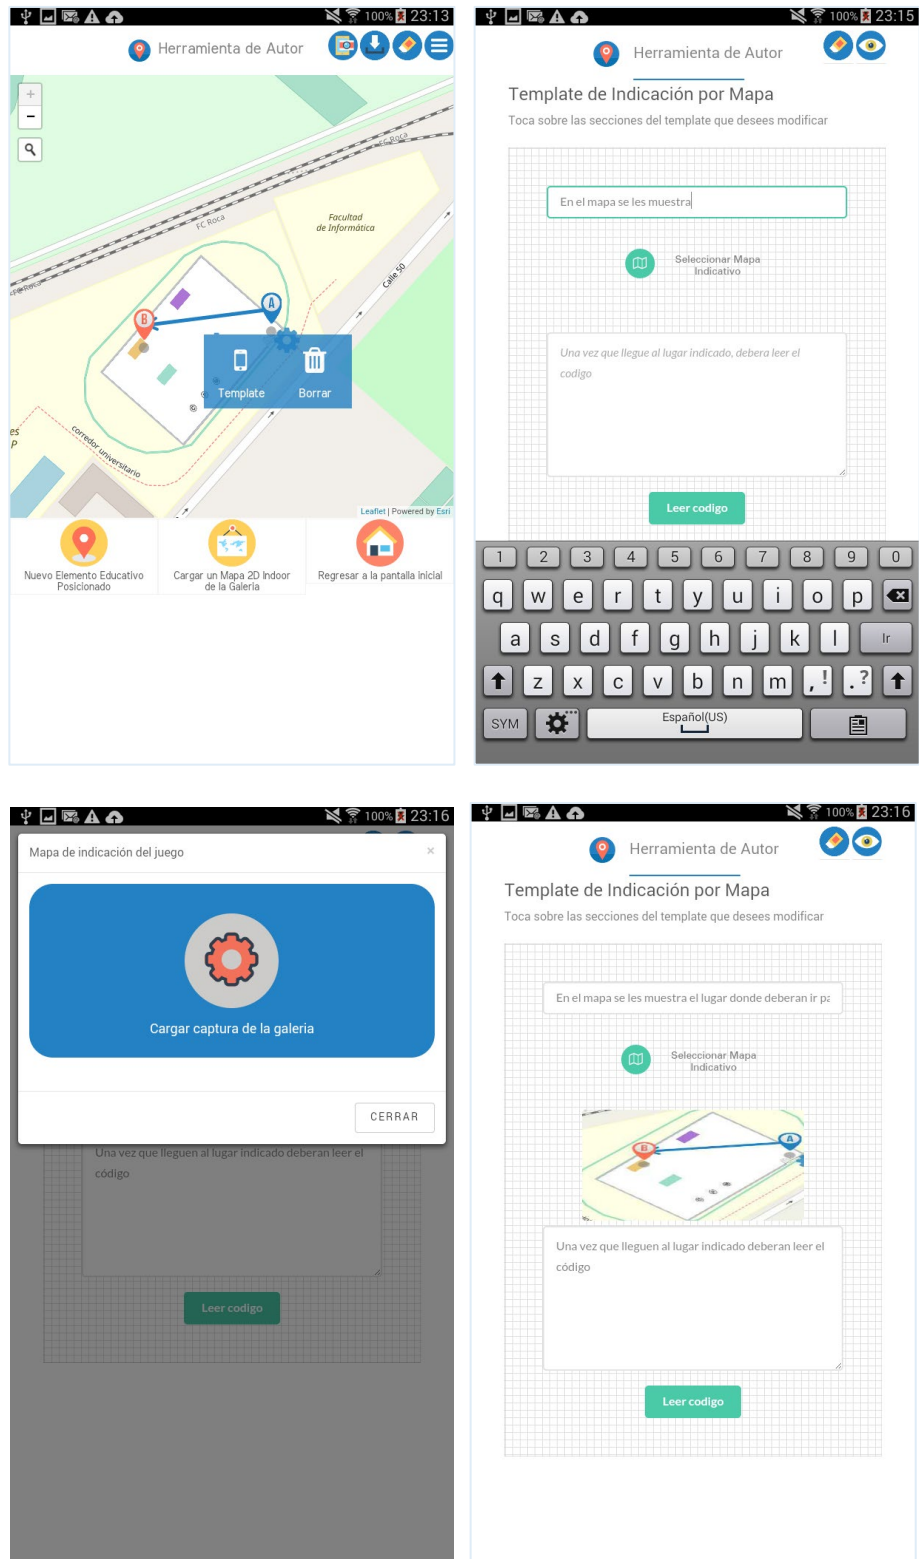 100% 23:13
Herramienta de Autor
+
−
FC Roca
FC Roca
FC Roca
Facultad
de Informática
Calle 50
B
A
Template Borrar
es
P
corredor universitario
Leaflet | Powered by Esri
Nuevo Elemento Educativo
Posicionado
Cargar un Mapa 2D Indoor
de la Galería
Regresar a la pantalla inicial
100% 23:15
Herramienta de Autor
Template de Indicación por Mapa
Toca sobre las secciones del template que desees modificar
En el mapa se les muestra
Seleccionar Mapa
Indicativo
Una vez que llegue al lugar indicado, debera leer el
codigo
Leer codigo
1 2 3 4 5 6 7 8 9 0
q w e r t y u i o p
a s d f g h j k l Ir
z x c v b n m ,! .?
SYM Español(US)
100% 23:16
Mapa de indicación del juego ×
Cargar captura de la galeria
CERRAR
Una vez que lleguen al lugar indicado deberan leer el
código
Leer codigo
100% 23:16
Herramienta de Autor
Template de Indicación por Mapa
Toca sobre las secciones del template que desees modificar
En el mapa se les muestra el lugar donde deberan ir pa
Seleccionar Mapa
Indicativo
B
A
Una vez que lleguen al lugar indicado deberan leer el
código
Leer codigo